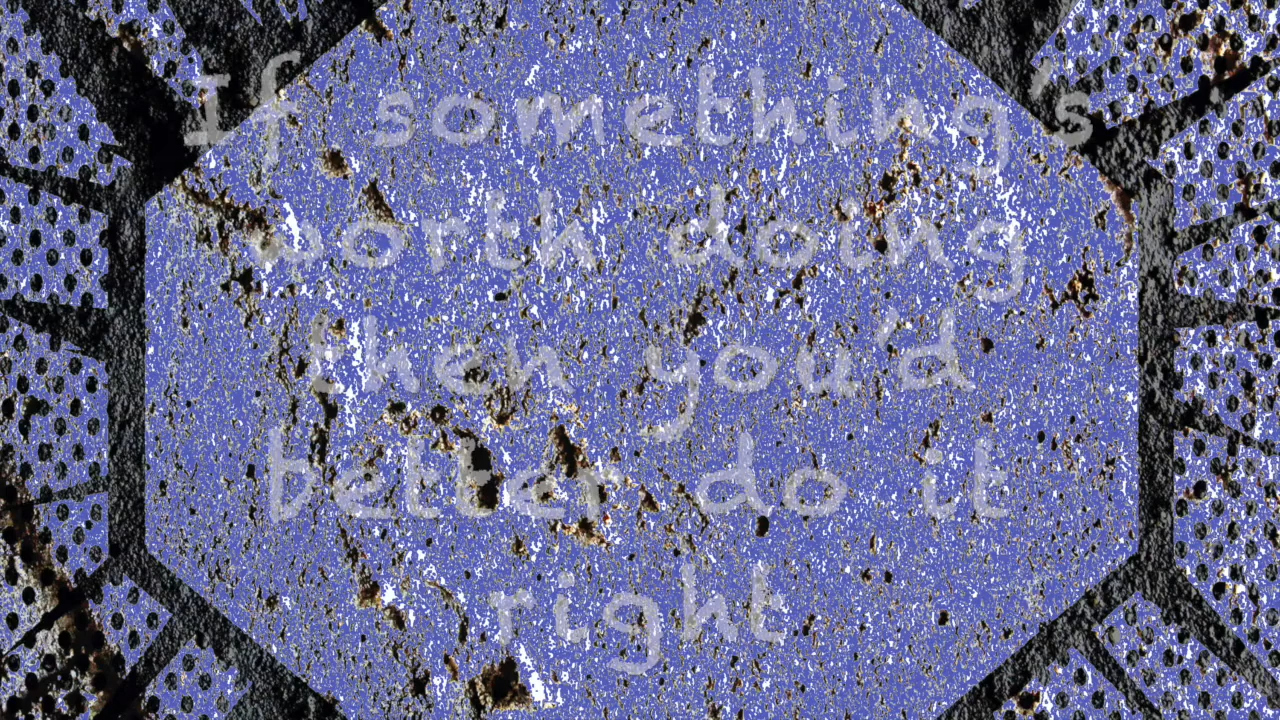 If something's
worth doing
then you'd
better do it
right